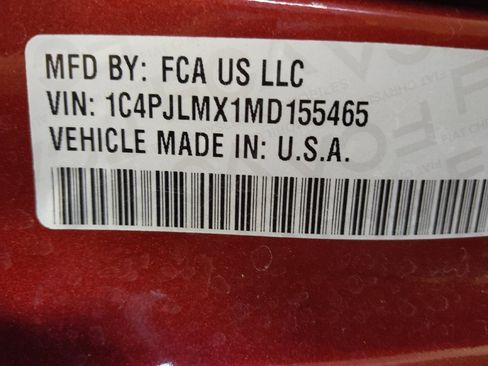 MFD BY: FCA US LLC
VIN: 1C4PJLMX1MD155465
VEHICLE MADE IN: U.S.A.